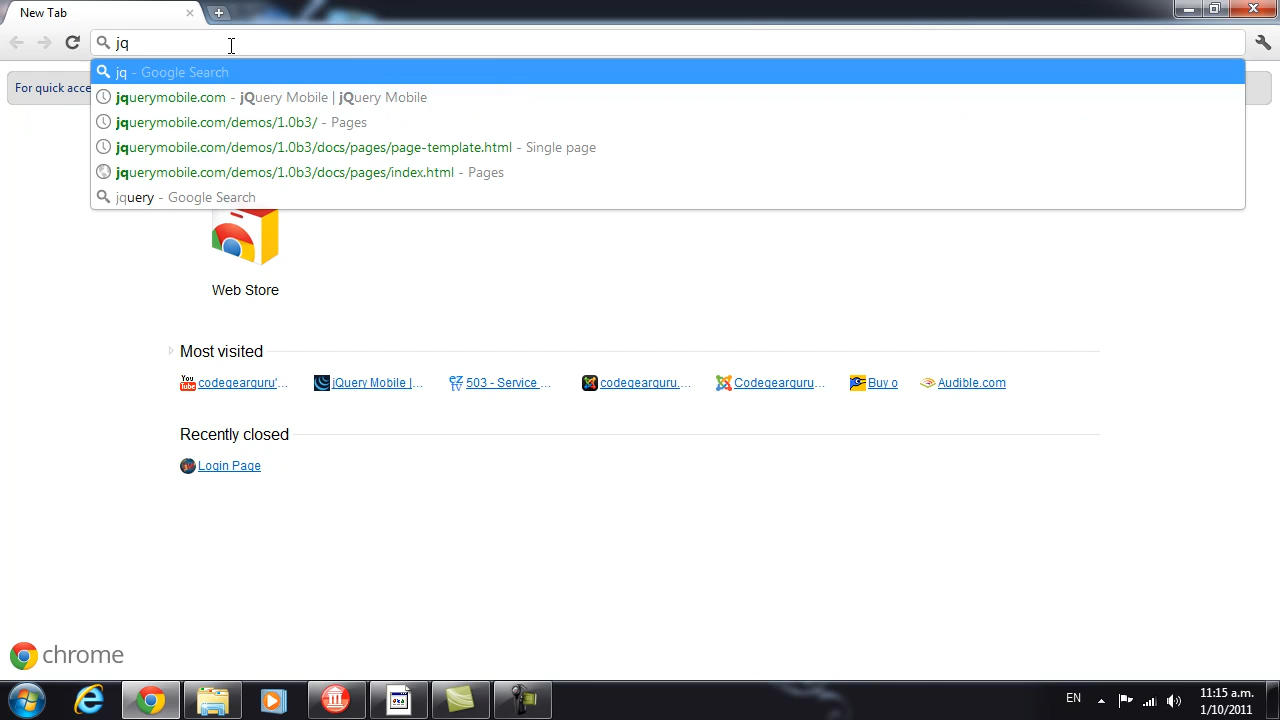 New Tab
jq
jq - Google Search
For quick acce
jquerymobile.com - jQuery Mobile | jQuery Mobile
jquerymobile.com/demos/1.0b3/ - Pages
jquerymobile.com/demos/1.0b3/docs/pages/page-template.html - Single page
jquerymobile.com/demos/1.0b3/docs/pages/index.html - Pages
jquery - Google Search
Web Store
Most visited
You Tube codegearguru'... jQuery Mobile |... 503 - Service ... codegearguru.... Codegearguru... Buy o Audible.com
Recently closed
Login Page
chrome
EN 11:15 a.m.
1/10/2011